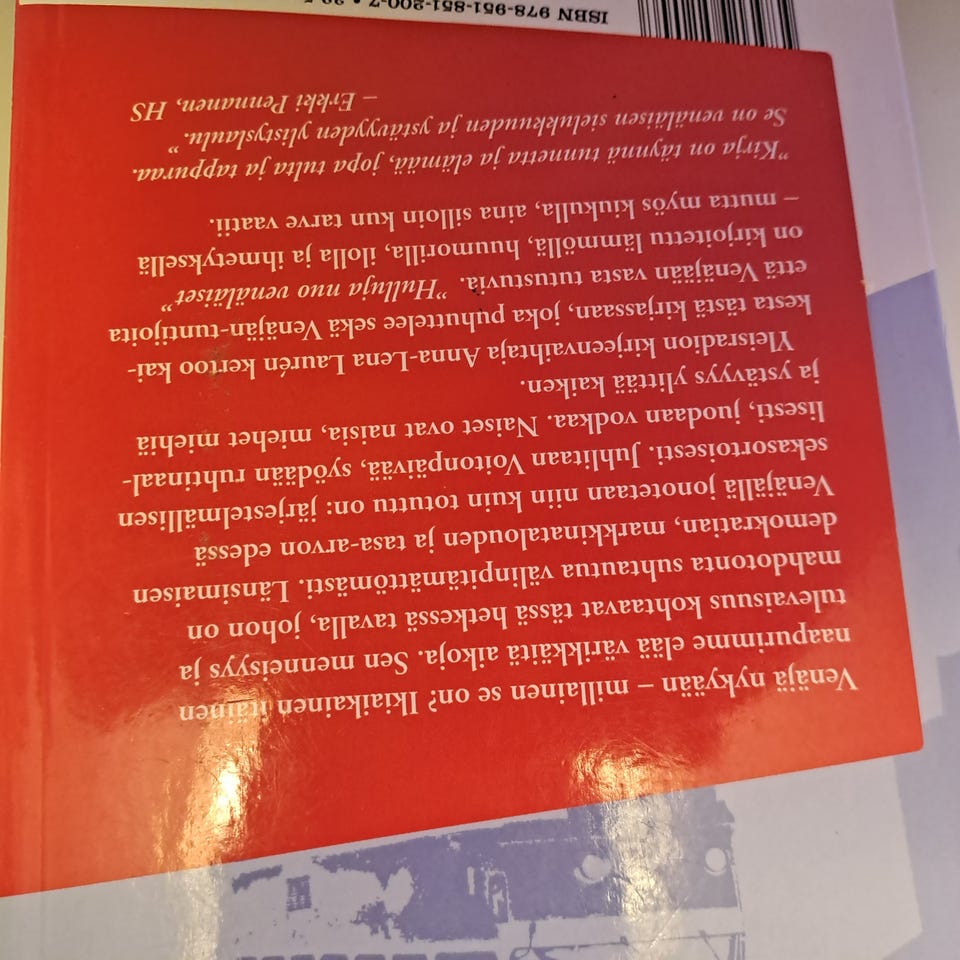 Venäjä nykyään – millainen se on? Ikiaikainen itäinen
naapurimme elää värikkäitä aikoja. Sen menneisyys ja
tulevaisuus kohtaavat tässä hetkessä tavalla, johon on
mahdotonta suhtautua välinpitämättömästi. Länsimaisen
demokratian, markkinatalouden ja tasa-arvon edessä
Venäjällä jonotetaan niin kuin totuttu on: järjestelmällisen
sekasortoisesti. Juhlitaan Voitonpäivää, syödään ruhtinaal-
lisesti, juodaan vodkaa. Naiset ovat naisia, miehet miehiä
ja ystävyys ylittää kaiken.
Yleisradion kirjeenvaihtaja Anna-Lena Laurén kertoo kai-
kesta tästä kirjassaan, joka puhuttelee sekä Venäjän-tuntijoita
että Venäjään vasta tutustuvia. "Hulluja nuo venäläiset"
on kirjoitettu lämmöllä, huumorilla, ilolla ja ihmetyksellä
– mutta myös kiukulla, aina silloin kun tarve vaatii.
"Kirja on täynnä tunnetta ja elämää, jopa tulta ja tappuraa.
Se on venäläisen sielukkuuden ja ystävyyden ylistyslaulu."
– Erkki Pennanen, HS
ISBN 978-951-851-200-7 •